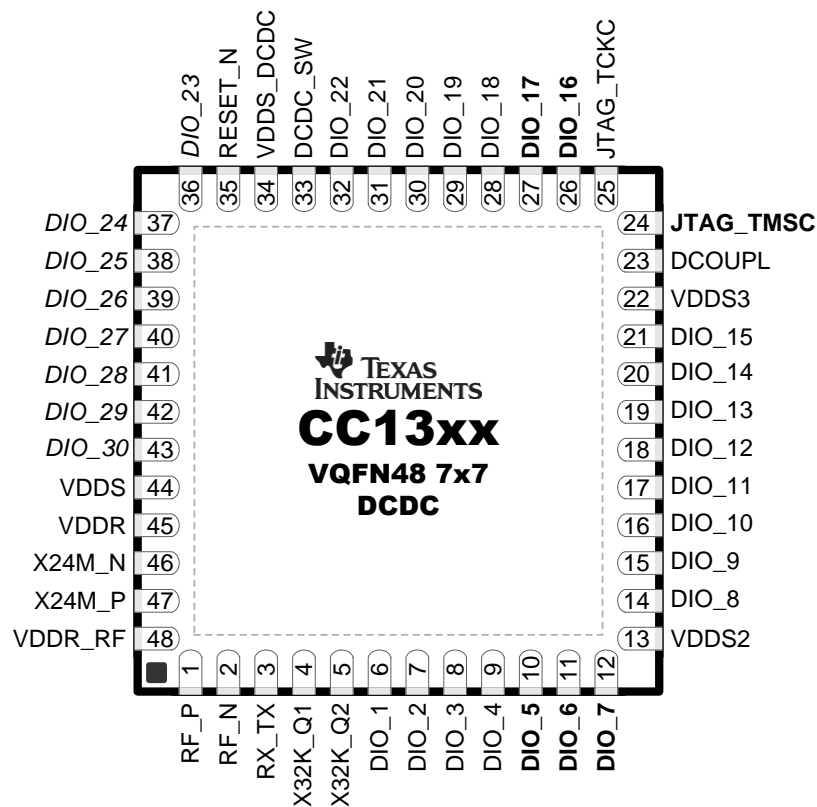 DIO_23
RESET_N
VDDS_DCDC
DCDC_SW
DIO_22
DIO_21
DIO_20
DIO_19
DIO_18
DIO_17
DIO_16
JTAG_TCKC
36
35
34
33
32
31
30
29
28
27
26
25
DIO_24 37
DIO_25 38
DIO_26 39
DIO_27 40
DIO_28 41
DIO_29 42
DIO_30 43
VDDS 44
VDDR 45
X24M_N 46
X24M_P 47
VDDR_RF 48
TEXAS
INSTRUMENTS
CC13xx
VQFN48 7x7
DCDC
24 JTAG_TMSC
23 DCOUPL
22 VDDS3
21 DIO_15
20 DIO_14
19 DIO_13
18 DIO_12
17 DIO_11
16 DIO_10
15 DIO_9
14 DIO_8
13 VDDS2
1
2
3
4
5
6
7
8
9
10
11
12
RF_P
RF_N
RX_TX
X32K_Q1
X32K_Q2
DIO_1
DIO_2
DIO_3
DIO_4
DIO_5
DIO_6
DIO_7